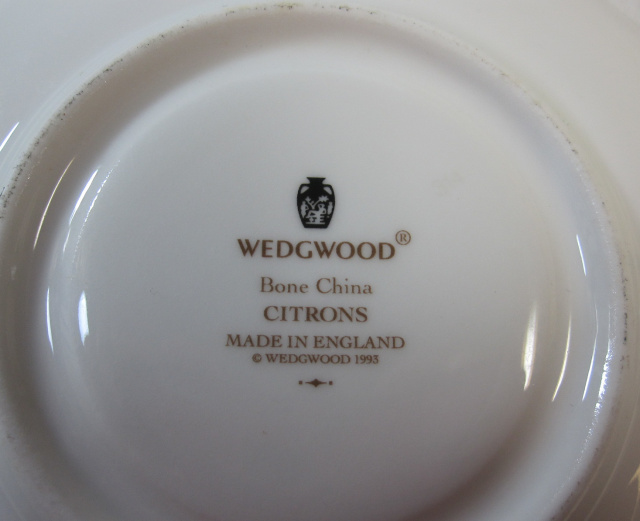 WEDGWOOD®
Bone China
CITRONS
MADE IN ENGLAND
© WEDGWOOD 1993